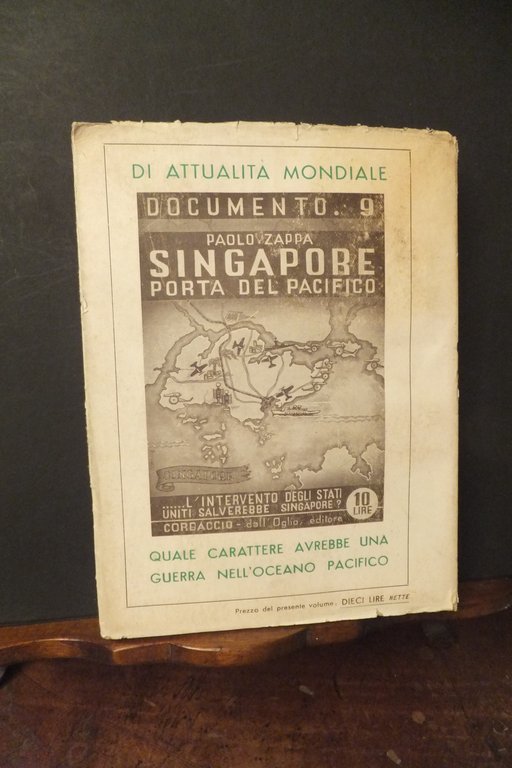 DI ATTUALITÀ MONDIALE
DOCUMENTO. 9
PAOLO ZAPPA
SINGAPORE
PORTA DEL PACIFICO
SINGAPORE
.....L'INTERVENTO DEGLI STATI
UNITI SALVEREBBE SINGAPORE?
10
LIRE
CORBACCIO - dall'Oglio, editore
QUALE CARATTERE AVREBBE UNA
GUERRA NELL'OCEANO PACIFICO
Prezzo del presente volume, DIECI LIRE NETTE